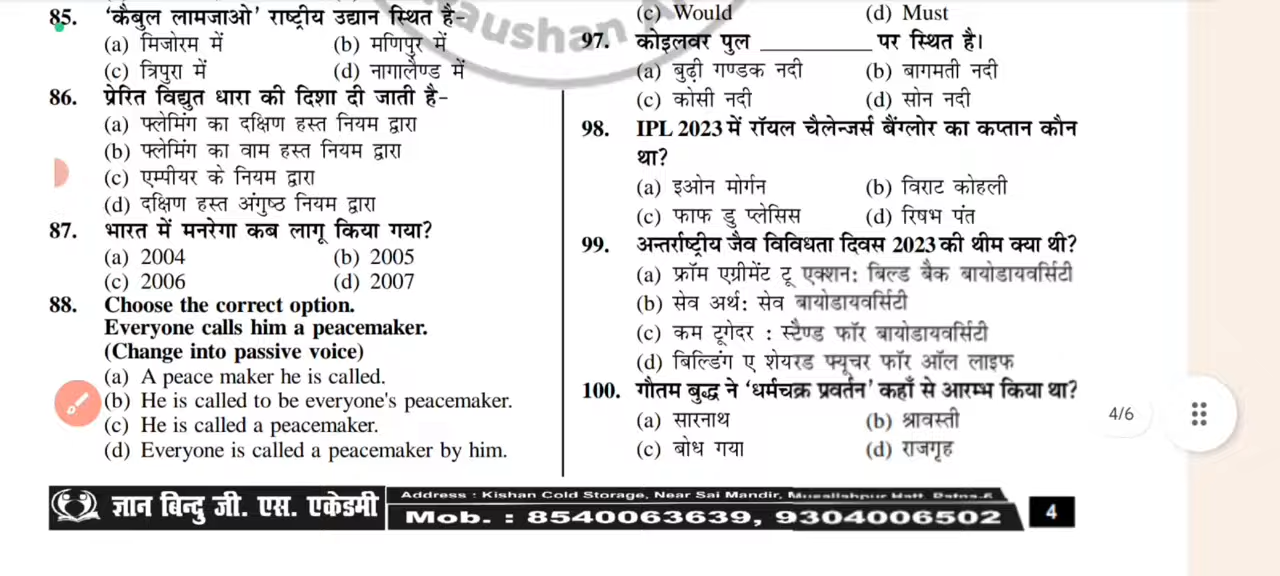 85. 'कैबुल लामजाओ' राष्ट्रीय उद्यान स्थित है-
(a) मिजोरम में (b) मणिपुर में
(c) त्रिपुरा में (d) नागालैण्ड में
86. प्रेरित विद्युत धारा की दिशा दी जाती है-
(a) फ्लेमिंग का दक्षिण हस्त नियम द्वारा
(b) फ्लेमिंग का वाम हस्त नियम द्वारा
(c) एम्पीयर के नियम द्वारा
(d) दक्षिण हस्त अंगुष्ठ नियम द्वारा
87. भारत में मनरेगा कब लागू किया गया?
(a) 2004 (b) 2005
(c) 2006 (d) 2007
88. Choose the correct option.
Everyone calls him a peacemaker.
(Change into passive voice)
(a) A peace maker he is called.
(b) He is called to be everyone's peacemaker.
(c) He is called a peacemaker.
(d) Everyone is called a peacemaker by him.
(c) Would (d) Must
97. कोइलवर पुल __________ पर स्थित है।
(a) बुढ़ी गण्डक नदी (b) बागमती नदी
(c) कोसी नदी (d) सोन नदी
98. IPL 2023 में रॉयल चैलेन्जर्स बैंग्लोर का कप्तान कौन
था?
(a) इओन मोर्गन (b) विराट कोहली
(c) फाफ डु प्लेसिस (d) रिषभ पंत
99. अन्तर्राष्ट्रीय जैव विविधता दिवस 2023 की थीम क्या थी?
(a) फ्रॉम एग्रीमेंट टू एक्शन: बिल्ड बैक बायोडायवर्सिटी
(b) सेव अर्थ: सेव बायोडायवर्सिटी
(c) कम टूगेदर : स्टैण्ड फॉर बायोडायवर्सिटी
(d) बिल्डिंग ए शेयरड फ्यूचर फॉर ऑल लाइफ
100. गौतम बुद्ध ने 'धर्मचक्र प्रवर्तन' कहाँ से आरम्भ किया था?
(a) सारनाथ (b) श्रावस्ती
(c) बोध गया (d) राजगृह
4/6
ज्ञान बिन्दु जी. एस. एकेडमी
Address : Kishan Cold Storage, Near Sai Mandir,
Mob. : 8540063639, 9304006502
4